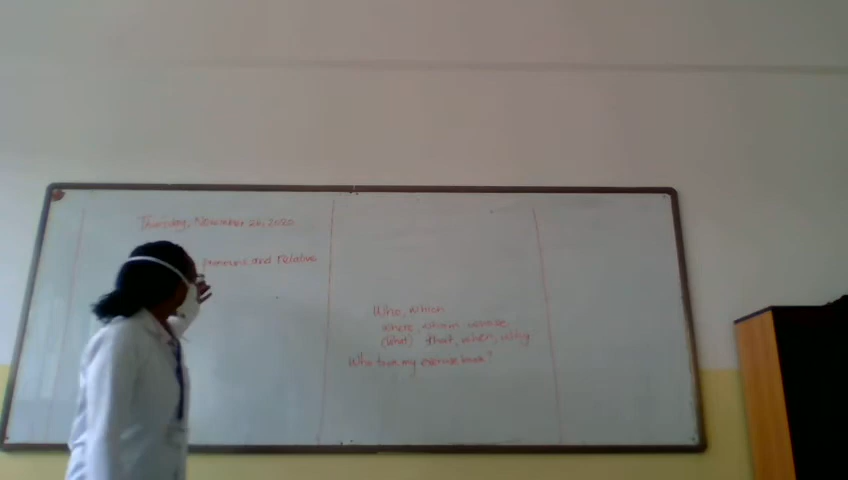 Thursday, November 26, 2020
pronouns and relative
Who, which
where, whom whose
(what) that, when, why
Who took my exercise book?